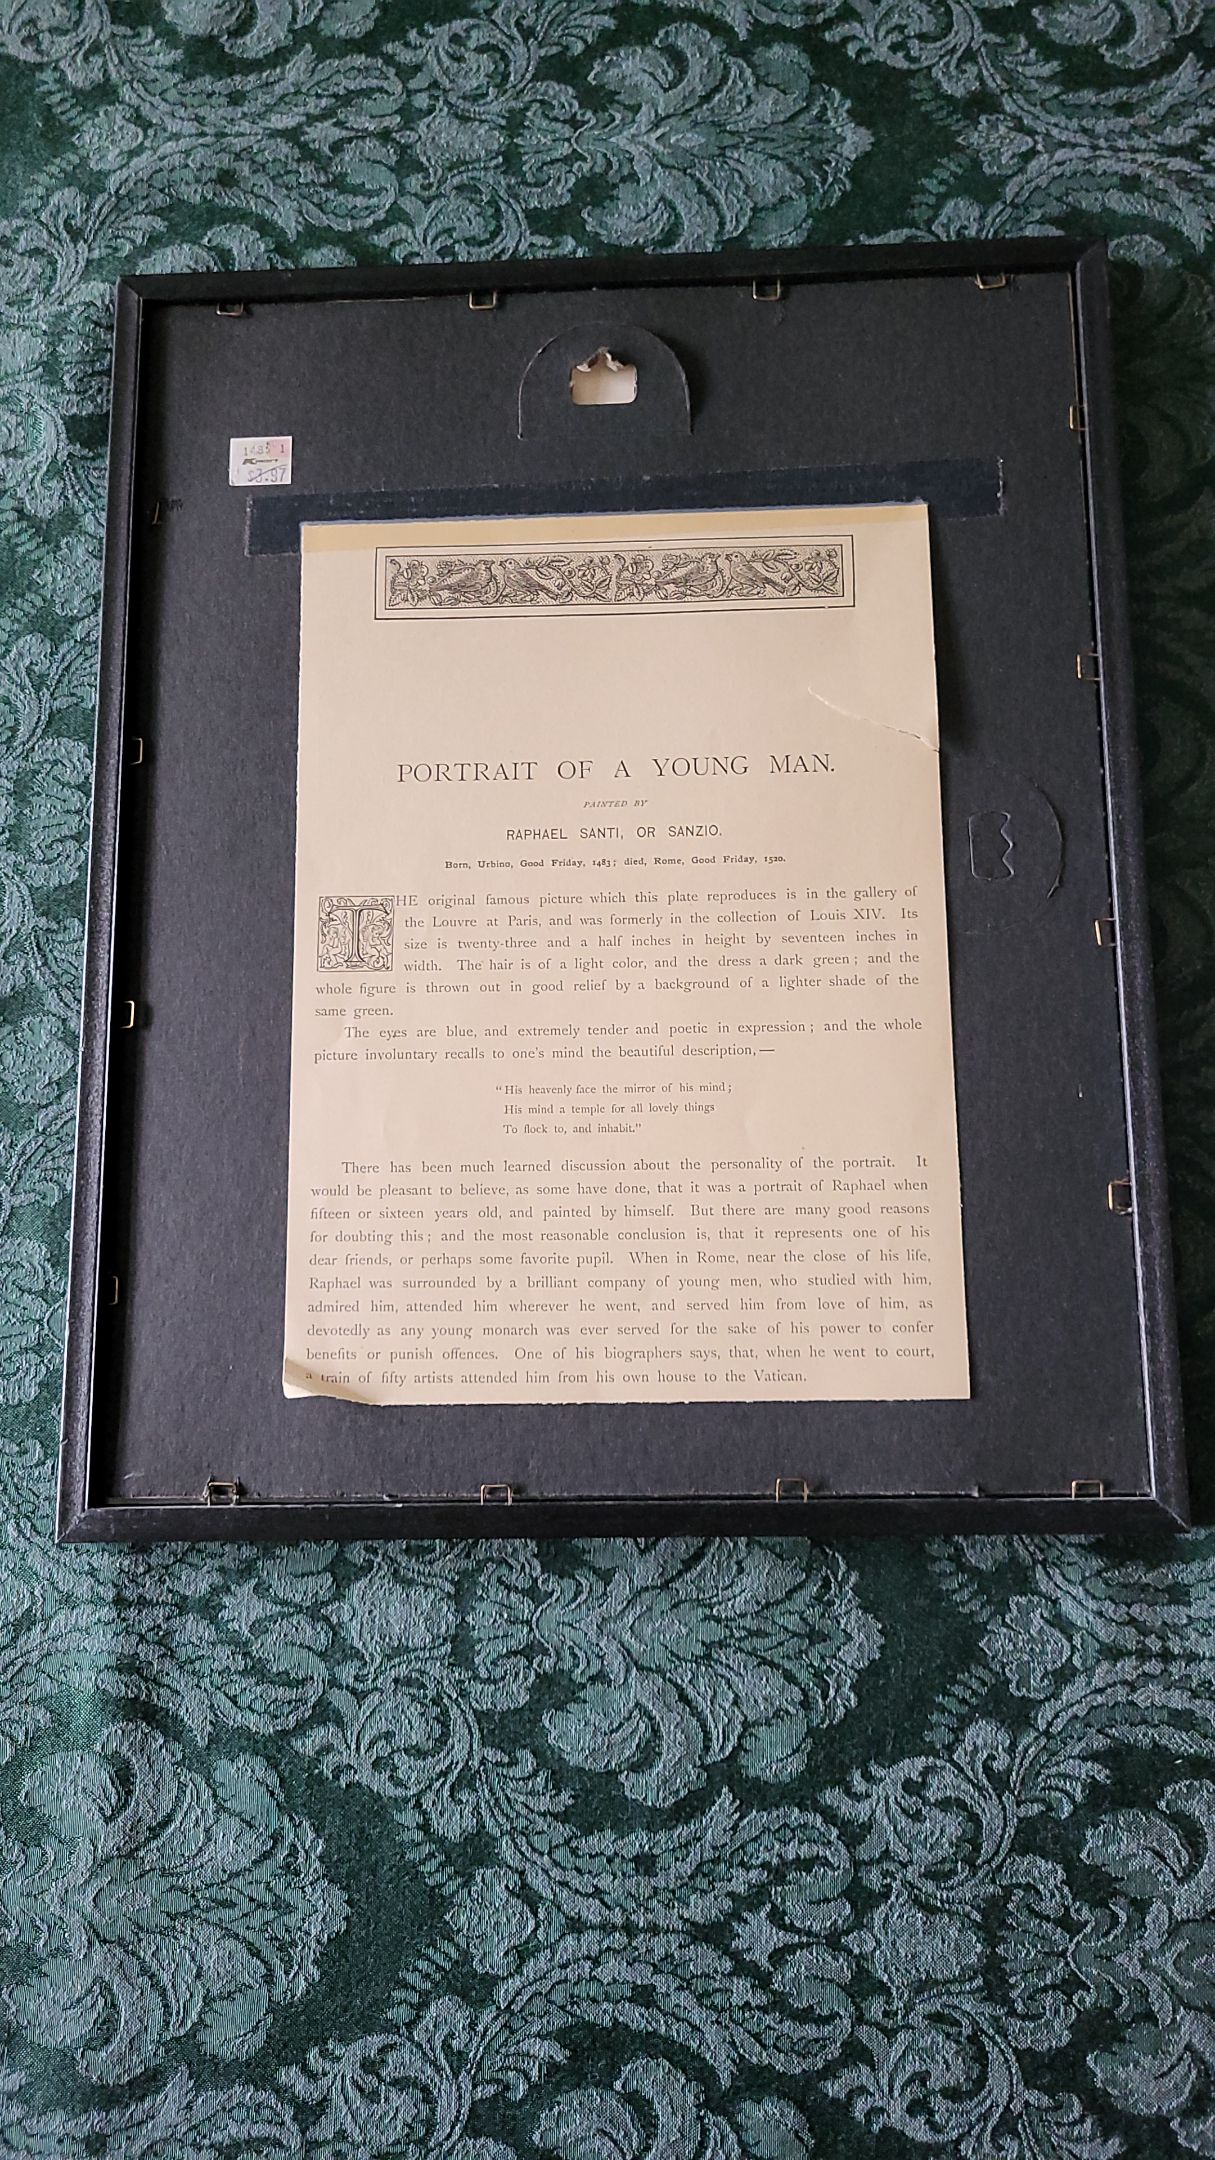 1485 1
$3.97
PORTRAIT OF A YOUNG MAN.
PAINTED BY
RAPHAEL SANTI, OR SANZIO.
Born, Urbino, Good Friday, 1483; died, Rome, Good Friday, 1520.
THE original famous picture which this plate reproduces is in the gallery of
the Louvre at Paris, and was formerly in the collection of Louis XIV. Its
size is twenty-three and a half inches in height by seventeen inches in
width. The hair is of a light color, and the dress a dark green; and the
whole figure is thrown out in good relief by a background of a lighter shade of the
same green.
The eyes are blue, and extremely tender and poetic in expression; and the whole
picture involuntary recalls to one's mind the beautiful description,—
"His heavenly face the mirror of his mind;
His mind a temple for all lovely things
To flock to, and inhabit."
There has been much learned discussion about the personality of the portrait. It
would be pleasant to believe, as some have done, that it was a portrait of Raphael when
fifteen or sixteen years old, and painted by himself. But there are many good reasons
for doubting this; and the most reasonable conclusion is, that it represents one of his
dear friends, or perhaps some favorite pupil. When in Rome, near the close of his life,
Raphael was surrounded by a brilliant company of young men, who studied with him,
admired him, attended him wherever he went, and served him from love of him, as
devotedly as any young monarch was ever served for the sake of his power to confer
benefits or punish offences. One of his biographers says, that, when he went to court,
a train of fifty artists attended him from his own house to the Vatican.